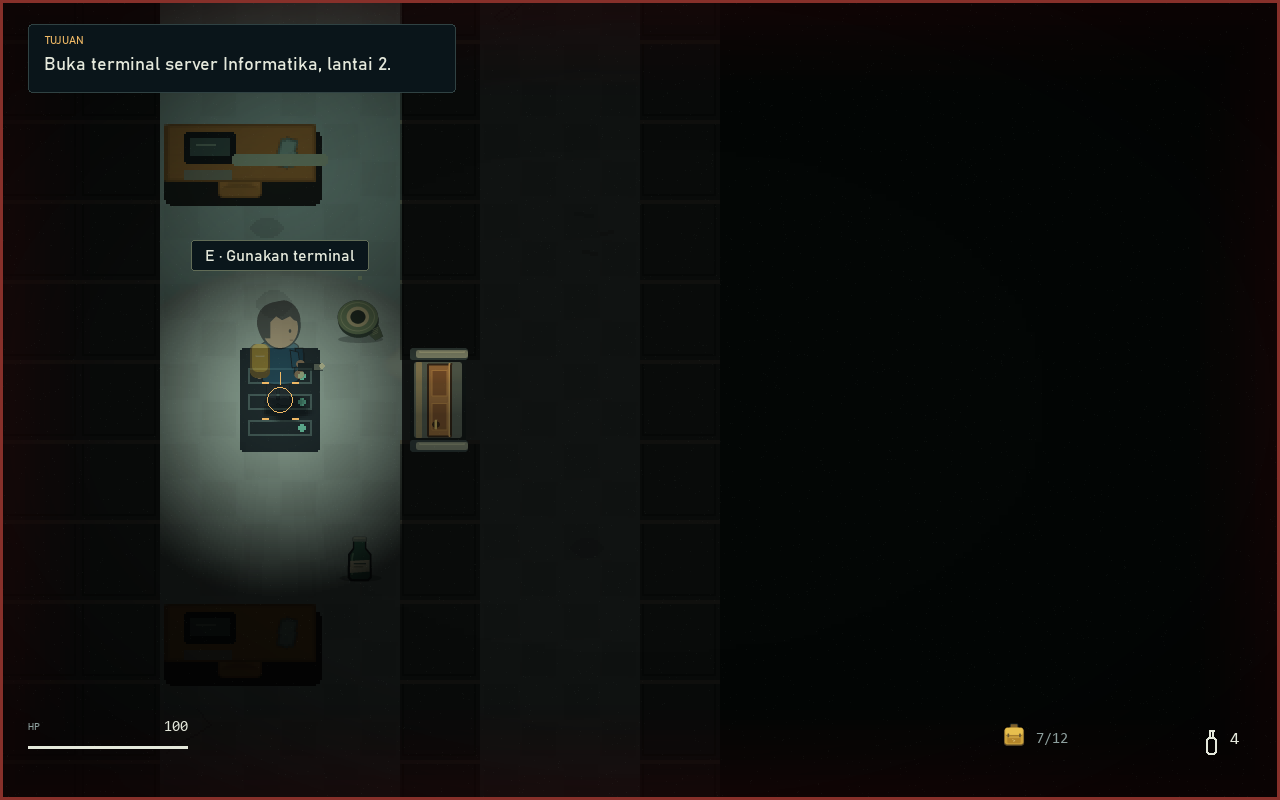 TUJUAN
Buka terminal server Informatika, lantai 2.
E · Gunakan terminal
HP
100
7/12
4